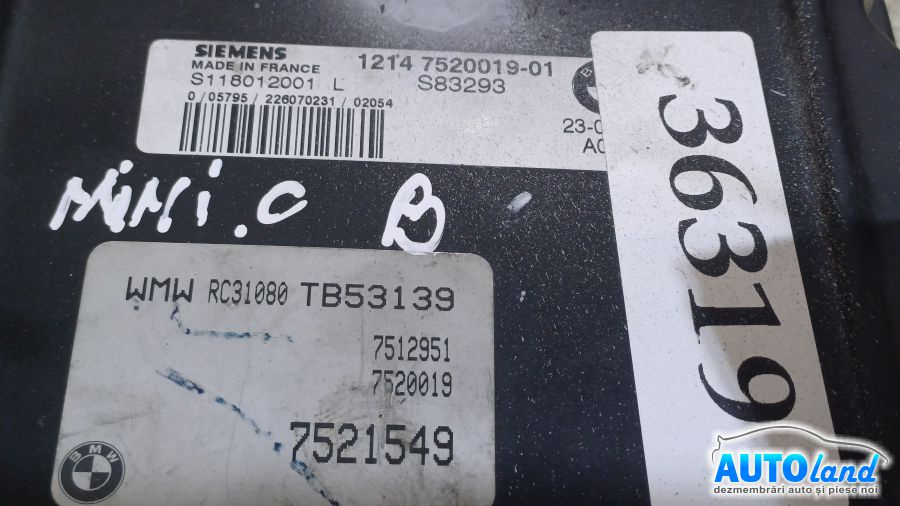 SIEMENS
MADE IN FRANCE
S118012001 L
1214 7520019-01
S83293
0/05795/226070231/02054
23-0
MiNi.C B
WMW RC31080 TB53139
7512951
7520019
7521549
BMW
36319
AUTOland
dezmembrări auto și piese noi